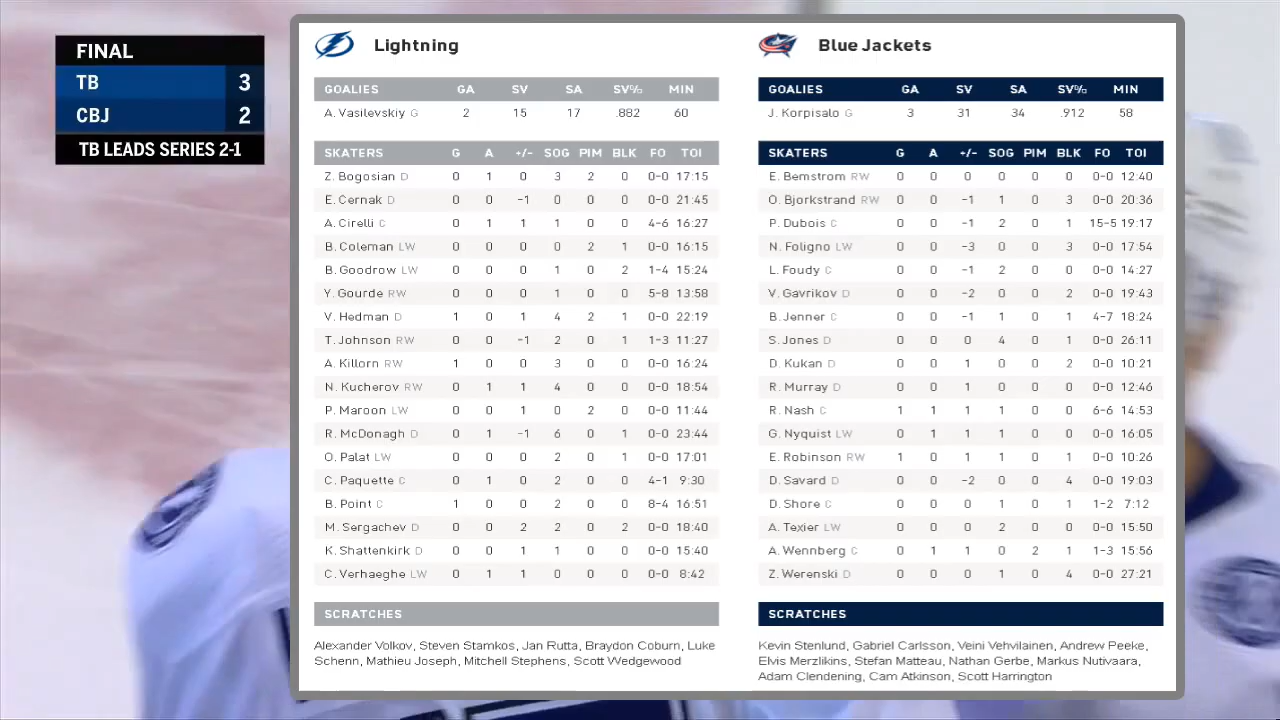 FINAL
TB 3
CBJ 2
TB LEADS SERIES 2-1
Lightning
GOALIES GA SV SA SV% MIN
A. Vasilevskiy G 2 15 17 .882 60
SKATERS G A +/- SOG PIM BLK FO TOI
Z. Bogosian D 0 1 0 3 2 0 0-0 17:15
E. Cernak D 0 0 -1 0 0 0 0-0 21:45
A. Cirelli C 0 1 1 1 0 0 4-6 16:27
B. Coleman LW 0 0 0 0 2 1 0-0 16:15
B. Goodrow LW 0 0 0 1 0 2 1-4 15:24
Y. Gourde RW 0 0 0 1 0 0 5-8 13:58
V. Hedman D 1 0 1 4 2 1 0-0 22:19
T. Johnson RW 0 0 -1 2 0 1 1-3 11:27
A. Killorn RW 1 0 0 3 0 0 0-0 16:24
N. Kucherov RW 0 1 1 4 0 0 0-0 18:54
P. Maroon LW 0 0 1 0 2 0 0-0 11:44
R. McDonagh D 0 1 -1 6 0 1 0-0 23:44
O. Palat LW 0 0 0 2 0 1 0-0 17:01
C. Paquette C 0 1 0 2 0 0 4-1 9:30
B. Point C 1 0 0 2 0 0 8-4 16:51
M. Sergachev D 0 0 2 2 0 2 0-0 18:40
K. Shattenkirk D 0 0 1 1 0 0 0-0 15:40
C. Verhaeghe LW 0 1 1 0 0 0 0-0 8:42
SCRATCHES
Alexander Volkov, Steven Stamkos, Jan Rutta, Braydon Coburn, Luke
Schenn, Mathieu Joseph, Mitchell Stephens, Scott Wedgewood
Blue Jackets
GOALIES GA SV SA SV% MIN
J. Korpisalo G 3 31 34 .912 58
SKATERS G A +/- SOG PIM BLK FO TOI
E. Bemstrom RW 0 0 0 0 0 0 0-0 12:40
O. Bjorkstrand RW 0 0 -1 1 0 3 0-0 20:36
P. Dubois C 0 0 -1 2 0 1 15-5 19:17
N. Foligno LW 0 0 -3 0 0 3 0-0 17:54
L. Foudy C 0 0 -1 2 0 0 0-0 14:27
V. Gavrikov D 0 0 -2 0 0 2 0-0 19:43
B. Jenner C 0 0 -1 1 0 1 4-7 18:24
S. Jones D 0 0 0 4 0 1 0-0 26:11
D. Kukan D 0 0 1 0 0 2 0-0 10:21
R. Murray D 0 0 1 0 0 0 0-0 12:46
R. Nash C 1 1 1 1 0 0 6-6 14:53
G. Nyquist LW 0 1 1 1 0 0 0-0 16:05
E. Robinson RW 1 0 1 1 0 1 0-0 10:26
D. Savard D 0 0 -2 0 0 4 0-0 19:03
D. Shore C 0 0 0 1 0 1 1-2 7:12
A. Texier LW 0 0 0 2 0 0 0-0 15:50
A. Wennberg C 0 1 1 0 2 1 1-3 15:56
Z. Werenski D 0 0 0 1 0 4 0-0 27:21
SCRATCHES
Kevin Stenlund, Gabriel Carlsson, Veini Vehvilainen, Andrew Peeke,
Elvis Merzlikins, Stefan Matteau, Nathan Gerbe, Markus Nutivaara,
Adam Clendening, Cam Atkinson, Scott Harrington